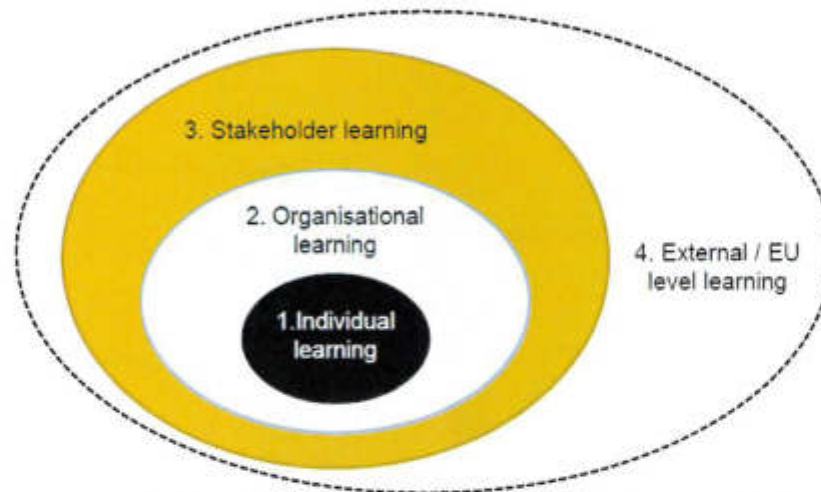 3. Stakeholder learning
2. Organisational
learning
4. External / EU
level learning
1.Individual
learning